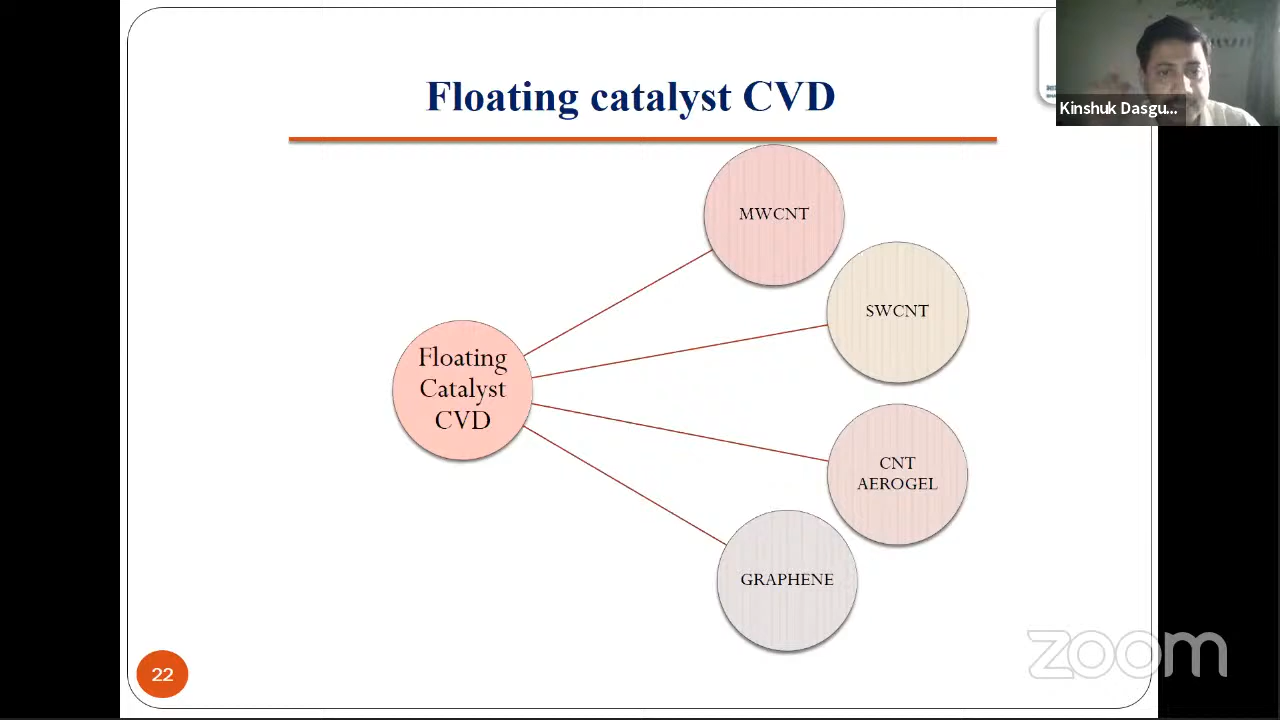 Floating catalyst CVD
Kinshuk Dasgu...
MWCNT
SWCNT
Floating
Catalyst
CVD
CNT
AEROGEL
GRAPHENE
22
zoom